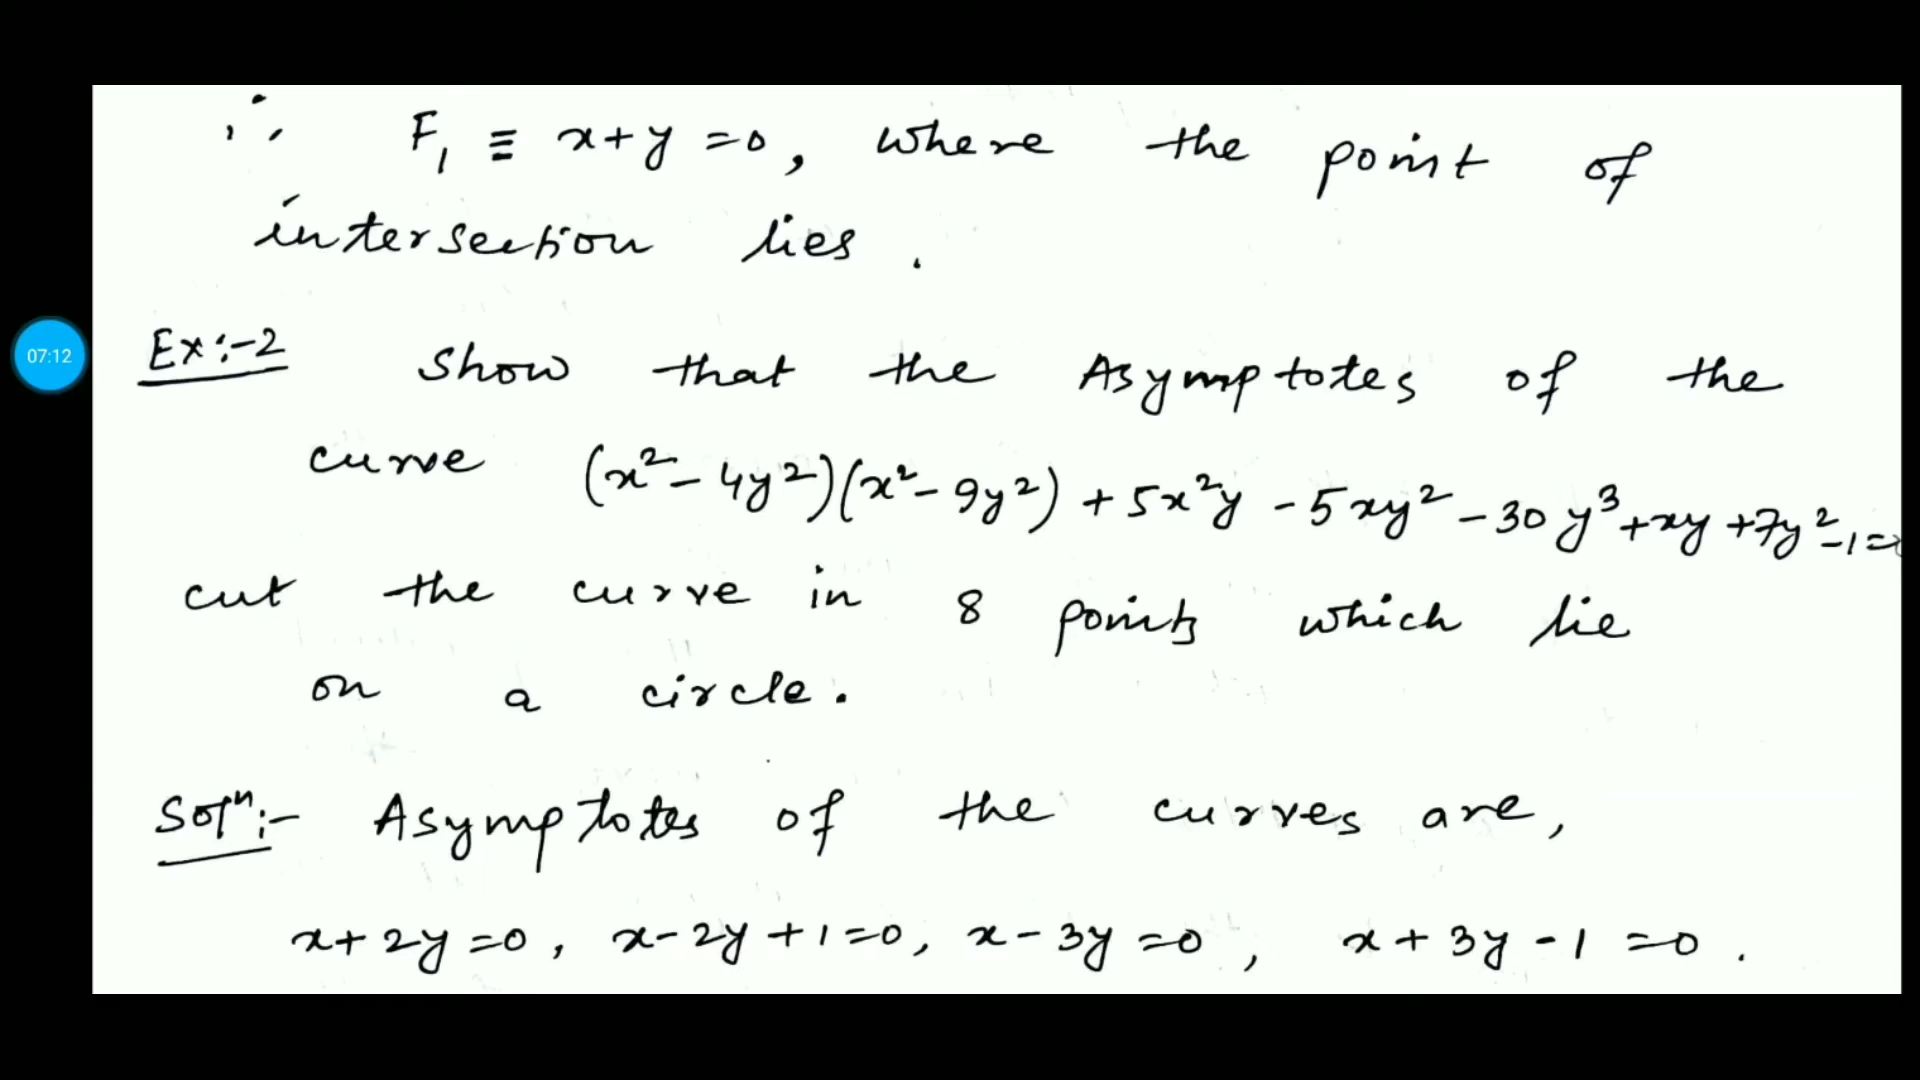 ∴ F₁ ≡ x+y =0, where the point of
intersection lies.
07:12
Ex:-2 Show that the Asymptotes of the
curve (x²- 4y²)(x²- 9y²) + 5x²y - 5xy² - 30y³ +xy +7y²-1=0
cut the curve in 8 points which lie
on a circle.
Solⁿ:- Asymptotes of the curves are,
x+ 2y =0, x- 2y +1=0, x- 3y =0, x+ 3y -1 =0.